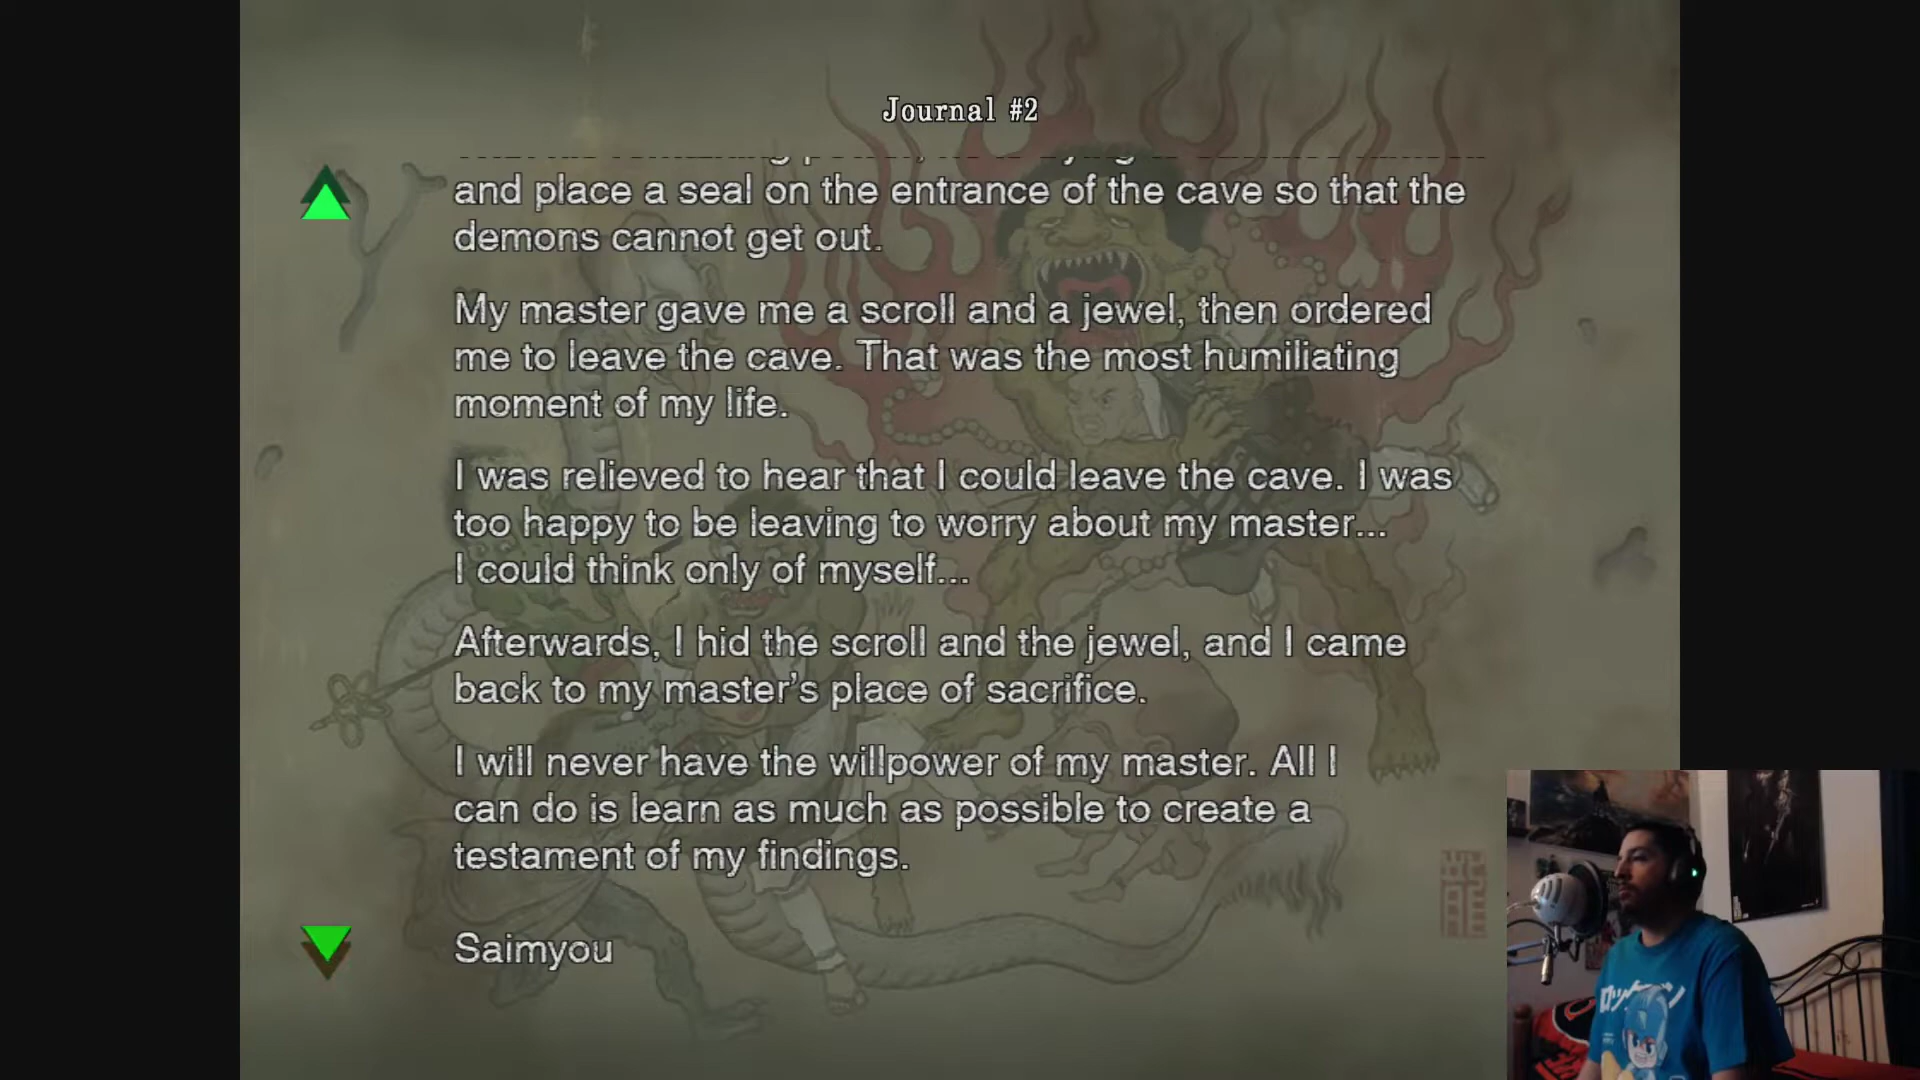 Journal #2
and place a seal on the entrance of the cave so that the
demons cannot get out.
My master gave me a scroll and a jewel, then ordered
me to leave the cave. That was the most humiliating
moment of my life.
I was relieved to hear that I could leave the cave. I was
too happy to be leaving to worry about my master...
I could think only of myself...
Afterwards, I hid the scroll and the jewel, and I came
back to my master's place of sacrifice.
I will never have the willpower of my master. All I
can do is learn as much as possible to create a
testament of my findings.
Saimyou